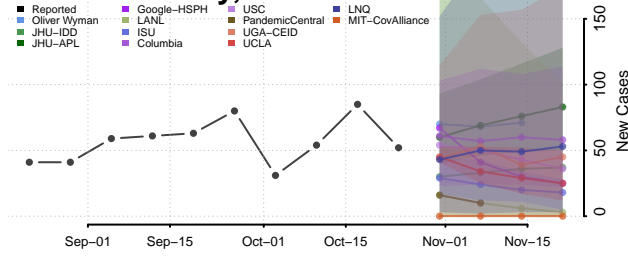 Reported
Oliver Wyman
JHU−IDD
JHU−APL
Google−HSPH
LANL
ISU
Columbia
USC
PandemicCentral
UGA−CEID
UCLA
LNQ
MIT−CovAlliance
150
100
50
0
New Cases
Sep−01
Sep−15
Oct−01
Oct−15
Nov−01
Nov−15